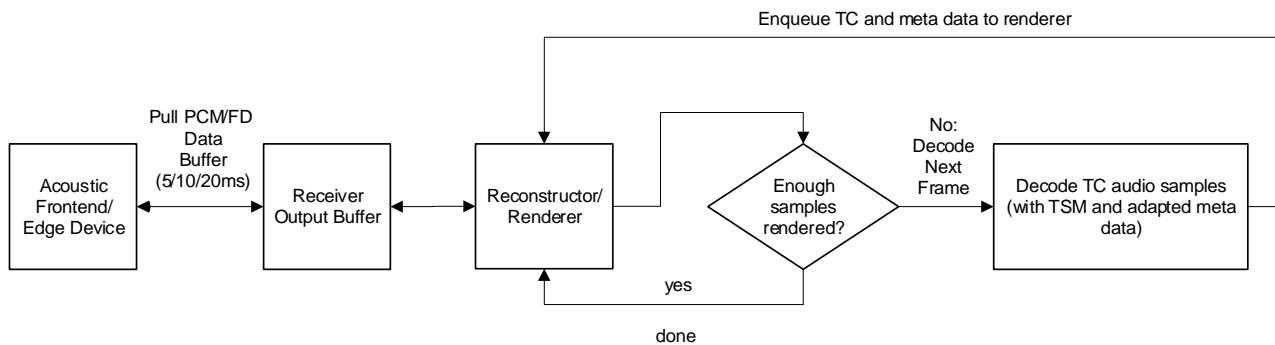 Enqueue TC and meta data to renderer
Pull PCM/FD
Data
Buffer
(5/10/20ms)
Acoustic
Frontend/
Edge Device
Receiver
Output Buffer
Reconstructor/
Renderer
Enough
samples
rendered?
No:
Decode
Next
Frame
Decode TC audio samples
(with TSM and adapted meta
data)
yes
done